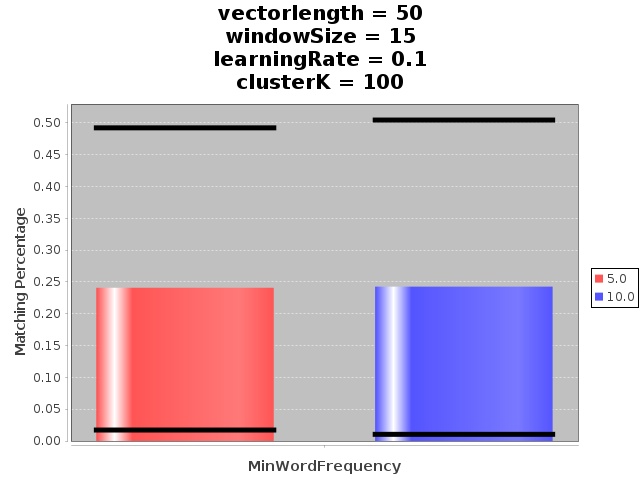 vectorlength = 50
windowSize = 15
learningRate = 0.1
clusterK = 100
0.50
0.45
0.40
0.35
0.30
0.25
0.20
0.15
0.10
0.05
0.00
Matching Percentage
MinWordFrequency
5.0
10.0